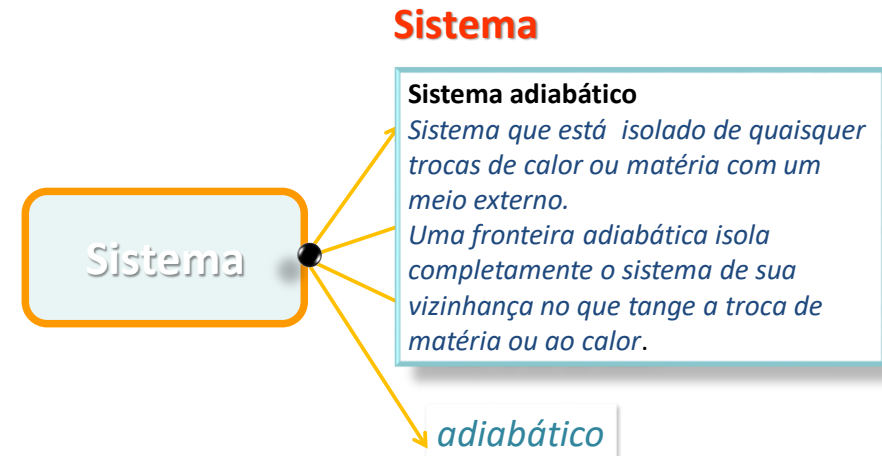 Sistema
Sistema adiabático
Sistema que está isolado de quaisquer
trocas de calor ou matéria com um
meio externo.
Uma fronteira adiabática isola
completamente o sistema de sua
vizinhança no que tange a troca de
matéria ou ao calor.
Sistema
adiabático